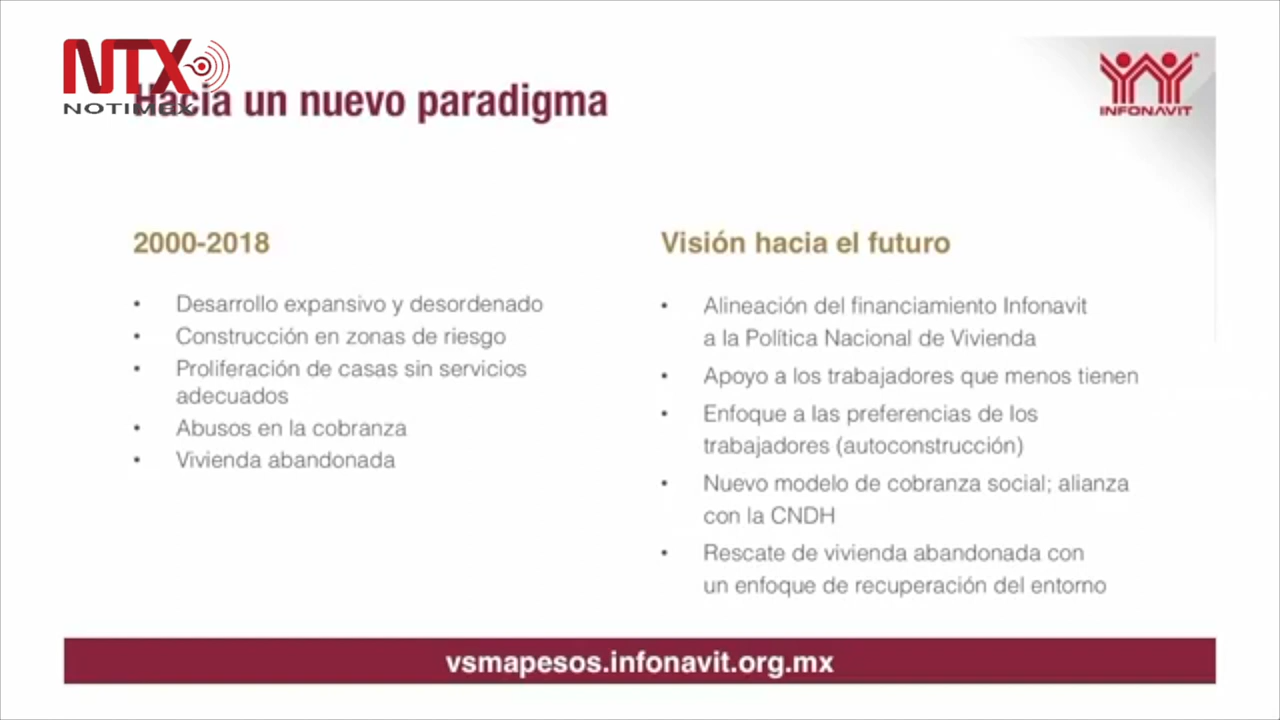 NTX
NOTIMEX
Hacia un nuevo paradigma
INFONAVIT
2000-2018
• Desarrollo expansivo y desordenado
• Construcción en zonas de riesgo
• Proliferación de casas sin servicios
adecuados
• Abusos en la cobranza
• Vivienda abandonada
Visión hacia el futuro
• Alineación del financiamiento Infonavit
a la Política Nacional de Vivienda
• Apoyo a los trabajadores que menos tienen
• Enfoque a las preferencias de los
trabajadores (autoconstrucción)
• Nuevo modelo de cobranza social; alianza
con la CNDH
• Rescate de vivienda abandonada con
un enfoque de recuperación del entorno
vsmapesos.infonavit.org.mx